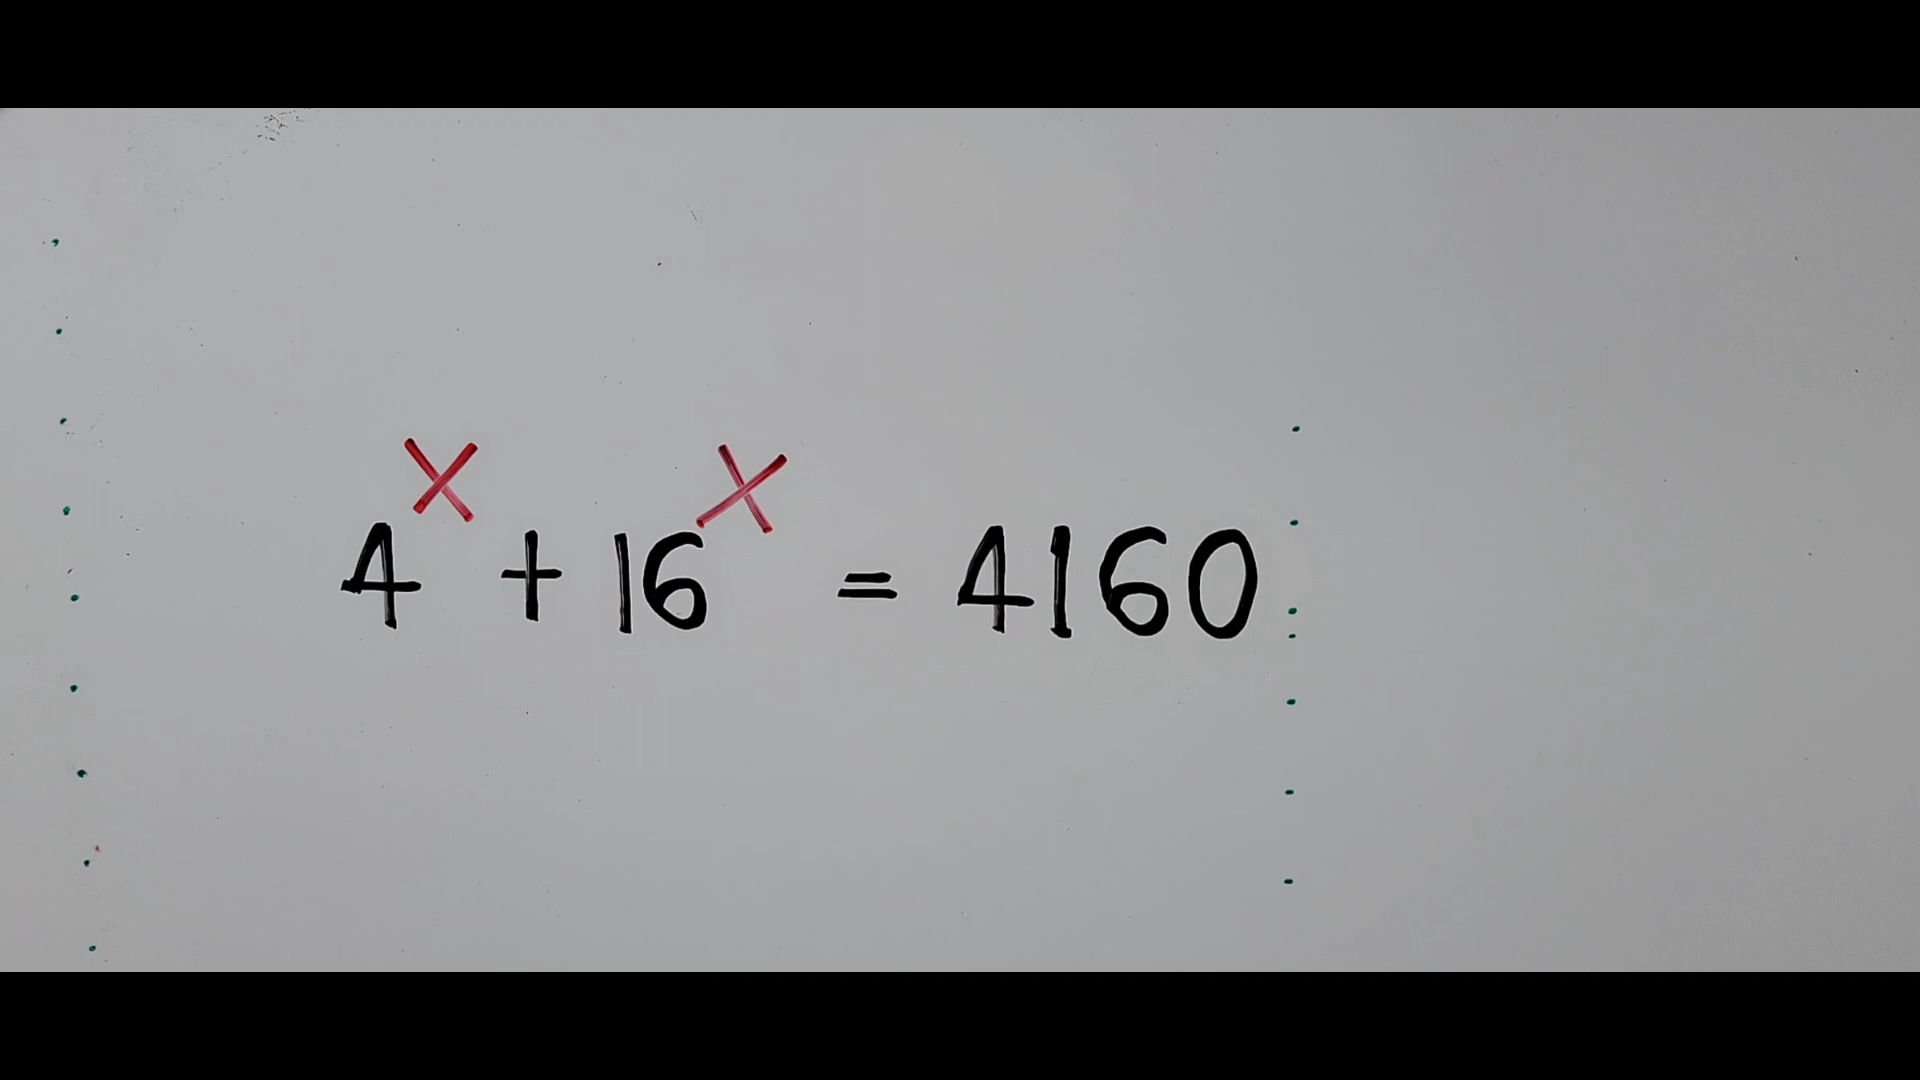 4ˣ + 16ˣ = 4160